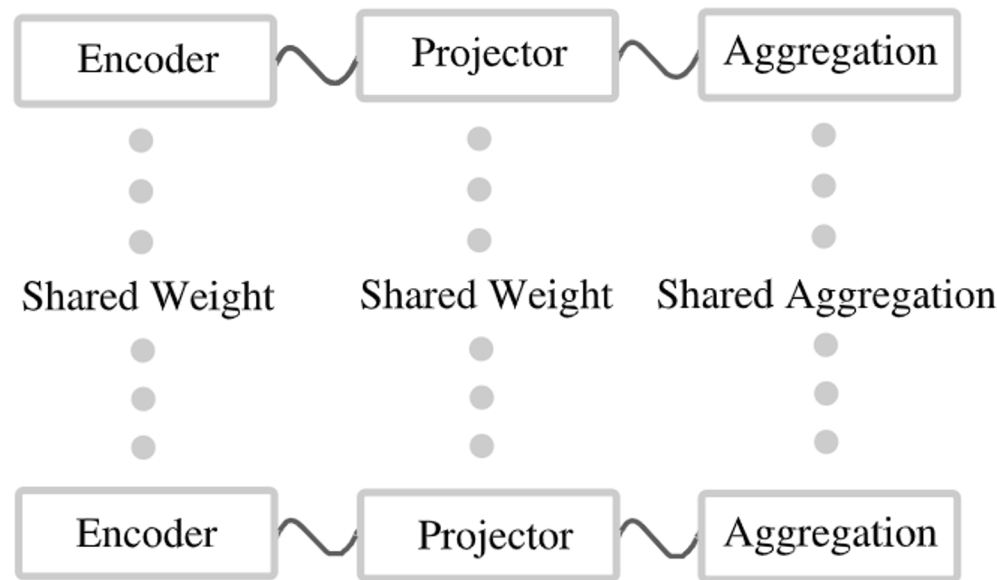 Encoder
Projector
Aggregation
Shared Weight
Shared Weight
Shared Aggregation
Encoder
Projector
Aggregation